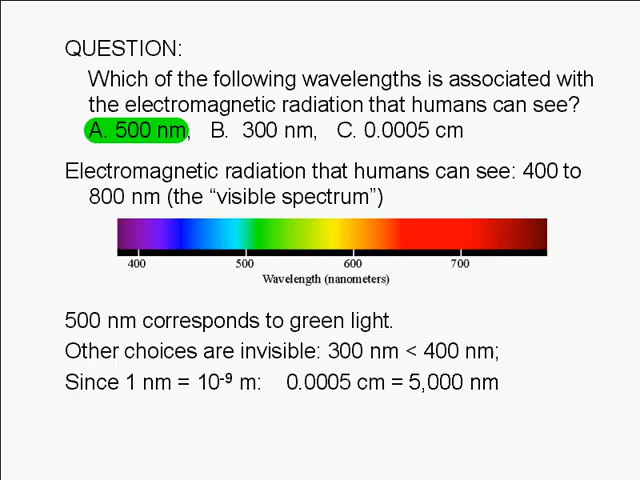 QUESTION:
Which of the following wavelengths is associated with
the electromagnetic radiation that humans can see?
A. 500 nm, B. 300 nm, C. 0.0005 cm
Electromagnetic radiation that humans can see: 400 to
800 nm (the “visible spectrum”)
400 500 600 700
Wavelength (nanometers)
500 nm corresponds to green light.
Other choices are invisible: 300 nm < 400 nm;
Since 1 nm = 10⁻⁹ m: 0.0005 cm = 5,000 nm